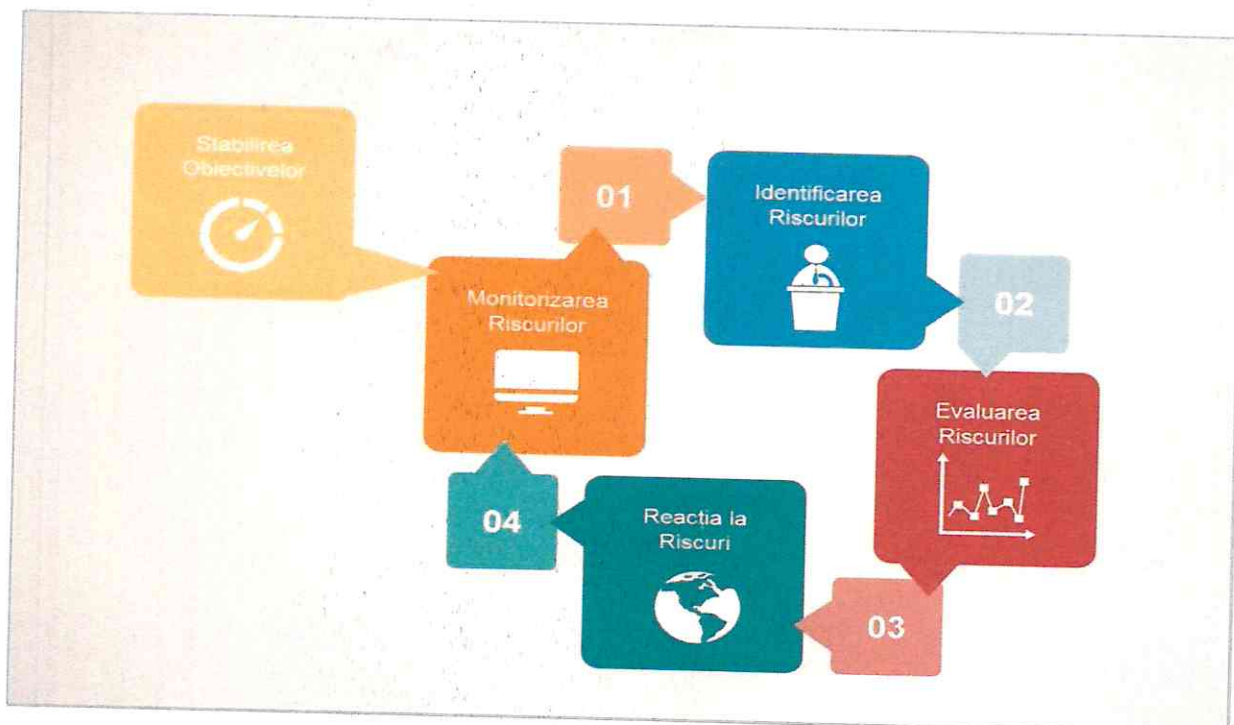 Stabilirea
Obiectivelor
01
Identificarea
Riscurilor
02
Monitorizarea
Riscurilor
Evaluarea
Riscurilor
04
Reactia la
Riscuri
03